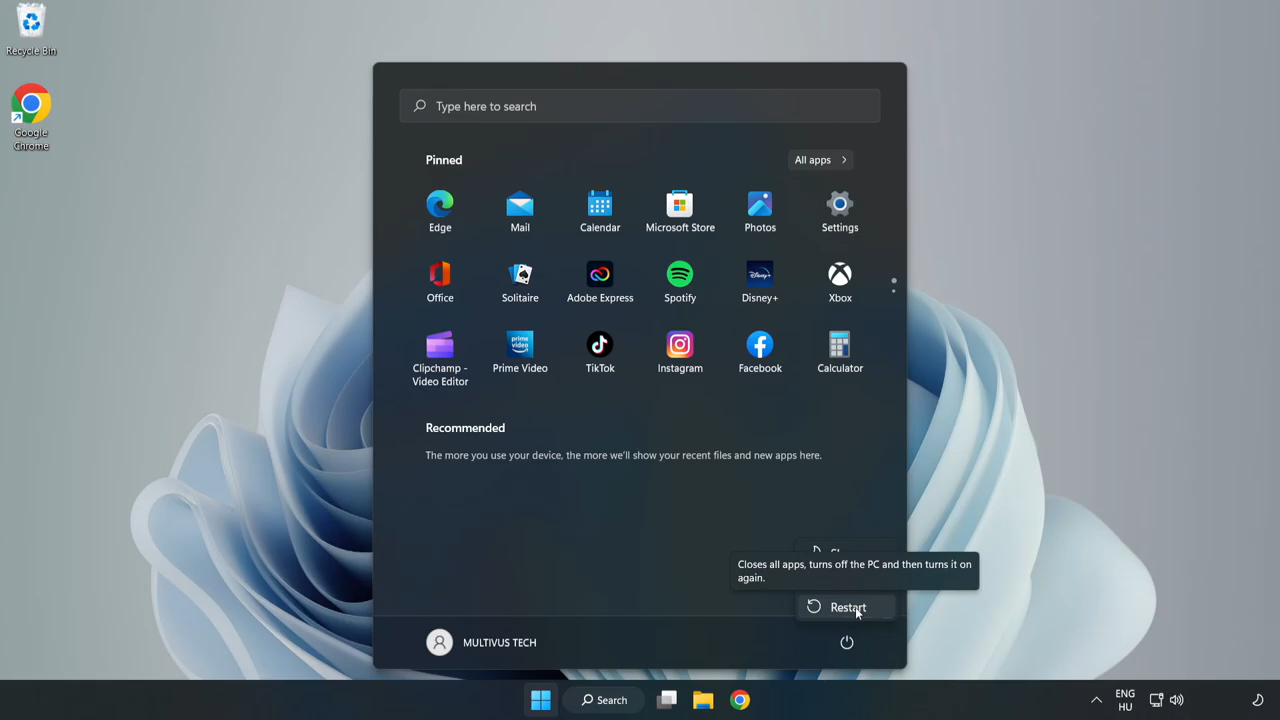 Recycle Bin
Google
Chrome
Type here to search
Pinned
All apps
Edge
Mail
Calendar
Microsoft Store
Photos
Settings
Office
Solitaire
Adobe Express
Spotify
Disney+
Disney+
Xbox
Clipchamp -
Video Editor
prime
video
Prime Video
TikTok
Instagram
Facebook
Calculator
Recommended
The more you use your device, the more we'll show your recent files and new apps here.
Closes all apps, turns off the PC and then turns it on
again.
Restart
MULTIVUS TECH
Search
ENG
HU